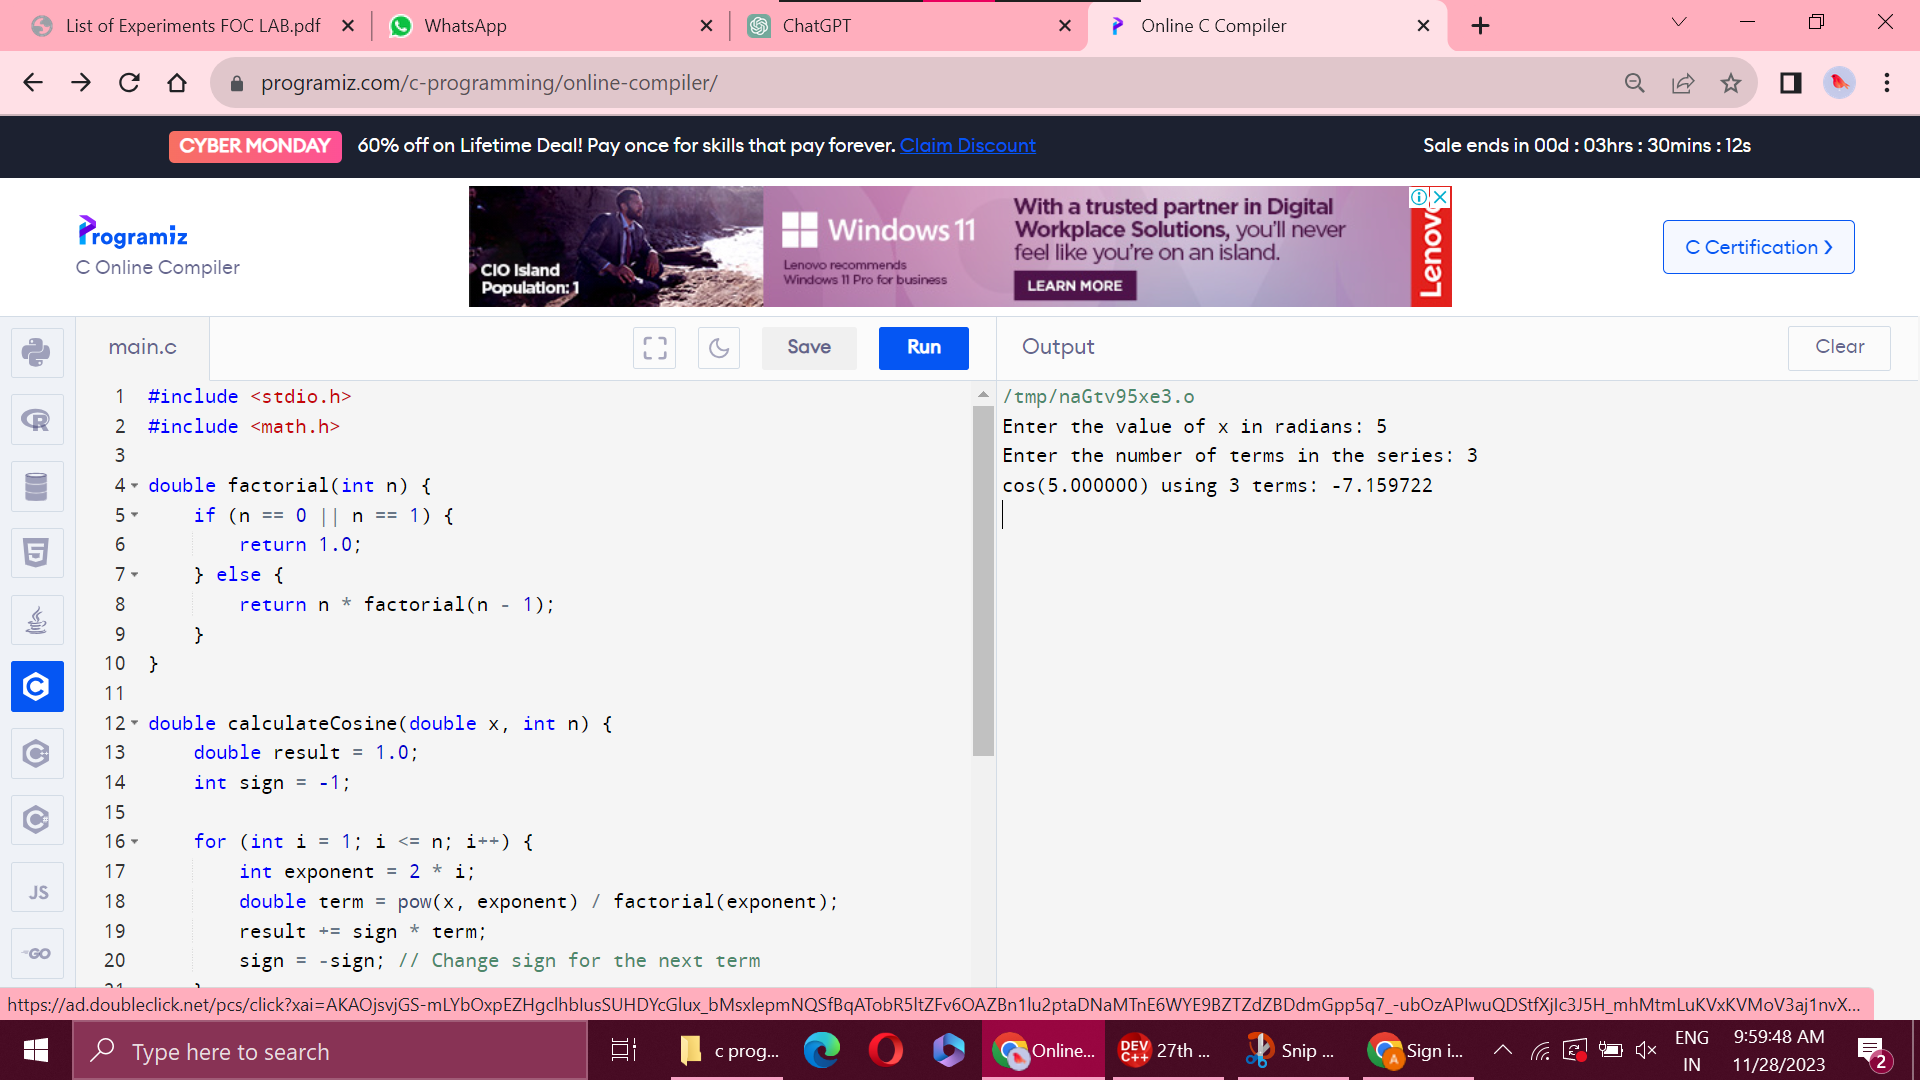 List of Experiments FOC LAB.pdf
WhatsApp
ChatGPT
Online C Compiler
programiz.com/c-programming/online-compiler/
CYBER MONDAY 60% off on Lifetime Deal! Pay once for skills that pay forever. Claim Discount
Sale ends in 00d : 03hrs : 30mins : 12s
Programiz
C Online Compiler
CIO Island
Population: 1
Windows 11
Lenovo recommends
Windows 11 Pro for business
With a trusted partner in Digital
Workplace Solutions, you'll never
feel like you're on an island.
LEARN MORE
Lenovo
C Certification
main.c
Save
Run
Output
Clear
1 #include <stdio.h>
2 #include <math.h>
3
4 double factorial(int n) {
5 if (n == 0 || n == 1) {
6 return 1.0;
7 } else {
8 return n * factorial(n - 1);
9 }
10 }
11
12 double calculateCosine(double x, int n) {
13 double result = 1.0;
14 int sign = -1;
15
16 for (int i = 1; i <= n; i++) {
17 int exponent = 2 * i;
18 double term = pow(x, exponent) / factorial(exponent);
19 result += sign * term;
20 sign = -sign; // Change sign for the next term
/tmp/naGtv95xe3.o
Enter the value of x in radians: 5
Enter the number of terms in the series: 3
cos(5.000000) using 3 terms: -7.159722
R
5
C
C
C#
JS
GO
Type here to search
c prog...
Online...
DEV
C++
27th ...
Snip ...
A
Sign i...
ENG
IN
9:59:48 AM
11/28/2023
2